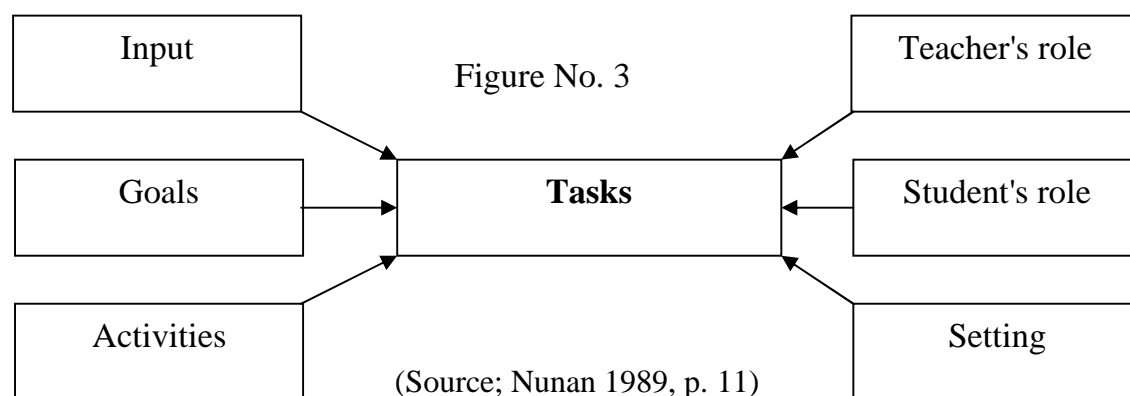 Input
Figure No. 3
Teacher's role
Goals
Tasks
Student's role
Activities
Setting
(Source; Nunan 1989, p. 11)